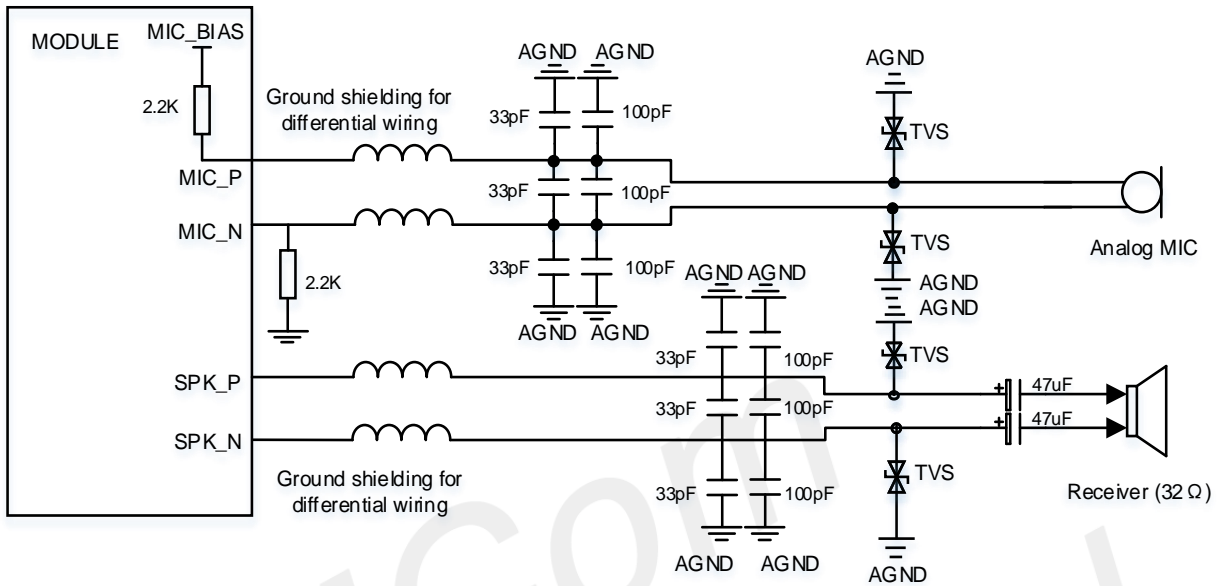 MODULE
MIC_BIAS
2.2K
Ground shielding for
differential wiring
MIC_P
MIC_N
2.2K
AGND
AGND
33pF
100pF
33pF
100pF
33pF
100pF
AGND
AGND
AGND
TVS
TVS
AGND
Analog MIC
SPK_P
SPK_N
Ground shielding for
differential wiring
AGND
AGND
33pF
100pF
33pF
100pF
33pF
100pF
AGND
AGND
AGND
TVS
TVS
AGND
+
47uF
+
47uF
Receiver (32 Ω)